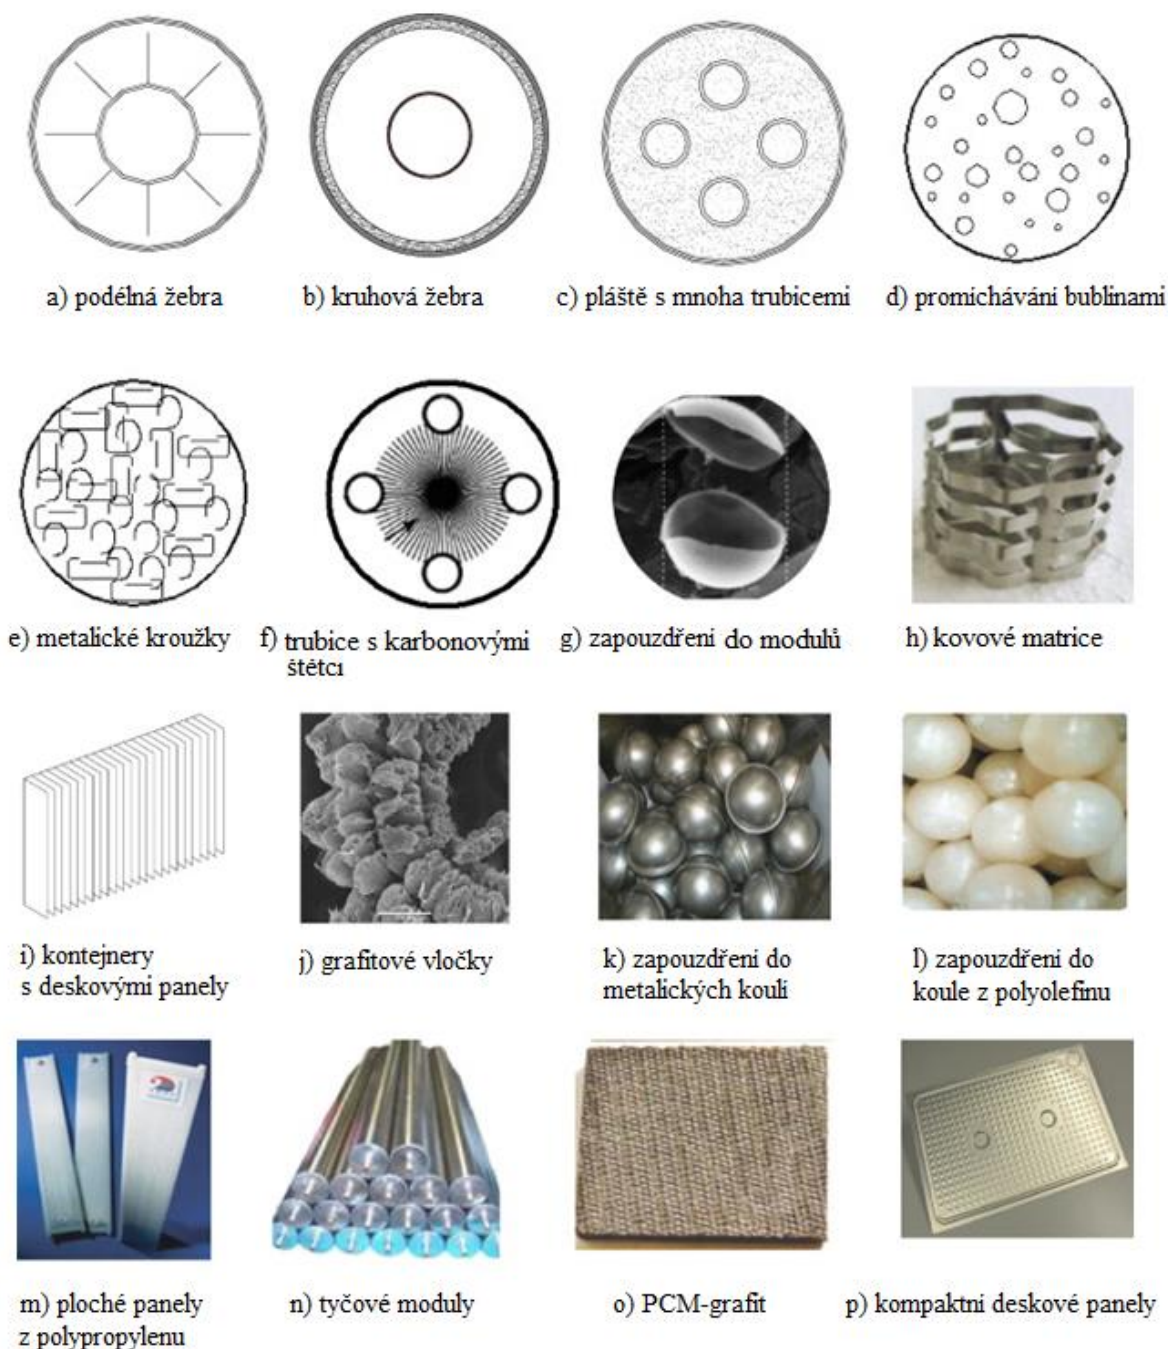 a) podélná žebra
b) kruhová žebra
c) pláště s mnoha trubicemi
d) promíchávání bublinami
e) metalické kroužky
f) trubice s karbonovými
štětci
g) zapouzdření do modulů
h) kovové matrice
i) kontejnery
s deskovými panely
j) grafitové vločky
k) zapouzdření do
metalických koulí
l) zapouzdření do
koule z polyolefinu
m) ploché panely
z polypropylenu
n) tyčové moduly
o) PCM-grafit
p) kompaktní deskové panely